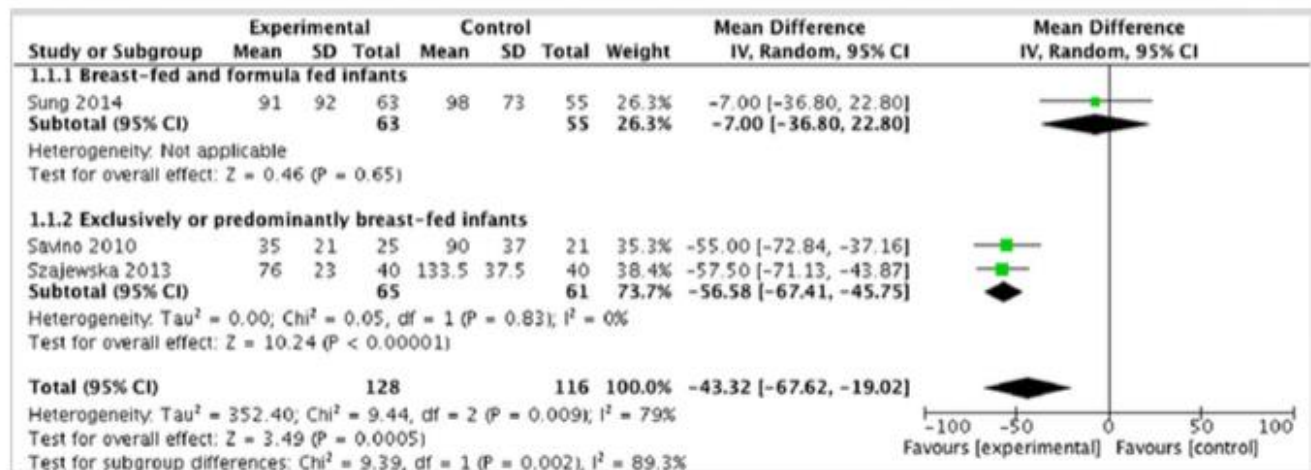 Experimental Control Mean Difference Mean Difference
Study or Subgroup Mean SD Total Mean SD Total Weight IV, Random, 95% CI IV, Random, 95% CI
1.1.1 Breast-fed and formula fed infants
Sung 2014 91 92 63 98 73 55 26.3% -7.00 [-36.80, 22.80]
Subtotal (95% CI) 63 55 26.3% -7.00 [-36.80, 22.80]
Heterogeneity: Not applicable
Test for overall effect: Z = 0.46 (P = 0.65)
1.1.2 Exclusively or predominantly breast-fed infants
Savino 2010 35 21 25 90 37 21 35.3% -55.00 [-72.84, -37.16]
Szajewska 2013 76 23 40 133.5 37.5 40 38.4% -57.50 [-71.13, -43.87]
Subtotal (95% CI) 65 61 73.7% -56.58 [-67.41, -45.75]
Heterogeneity: Tau² = 0.00; Chi² = 0.05, df = 1 (P = 0.83); I² = 0%
Test for overall effect: Z = 10.24 (P < 0.00001)
Total (95% CI) 128 116 100.0% -43.32 [-67.62, -19.02]
Heterogeneity: Tau² = 352.40; Chi² = 9.44, df = 2 (P = 0.009); I² = 79%
Test for overall effect: Z = 3.49 (P = 0.0005)
Test for subgroup differences: Chi² = 9.39, df = 1 (P = 0.002), I² = 89.3%
-100 -50 0 50 100
Favours [experimental] Favours [control]